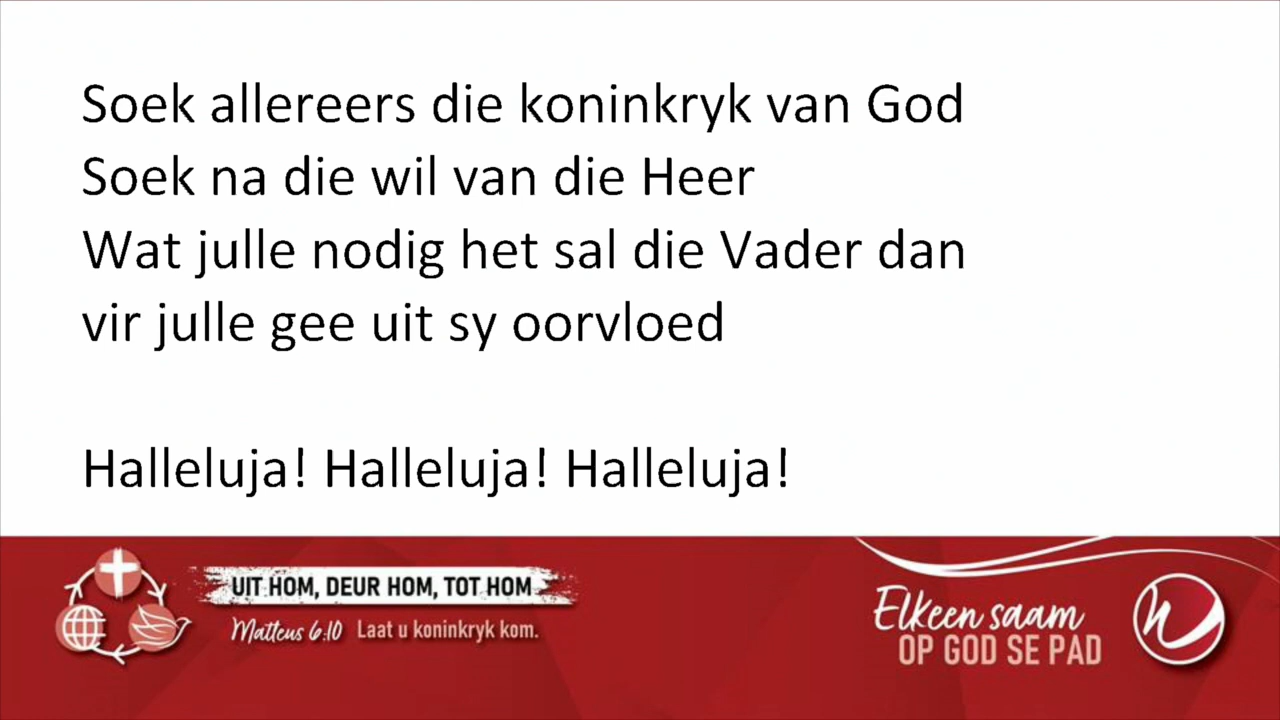 Soek allereers die koninkryk van God
Soek na die wil van die Heer
Wat julle nodig het sal die Vader dan
vir julle gee uit sy oorvloed
Halleluja! Halleluja! Halleluja!
UIT HOM, DEUR HOM, TOT HOM
Matteus 6:10 Laat u koninkryk kom.
Elkeen saam
OP GOD SE PAD